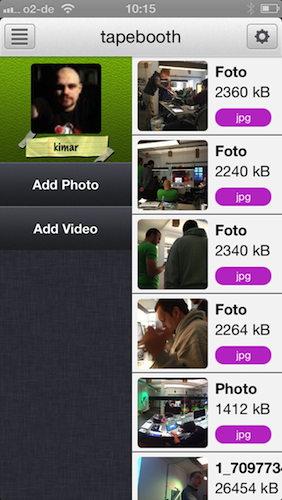 o2-de 10:15
tapebooth
kimar
Add Photo
Add Video
Foto
2360 kB
jpg
Foto
2240 kB
jpg
Foto
2340 kB
jpg
Foto
2264 kB
jpg
Photo
1412 kB
jpg
1_7097734
26454 kB